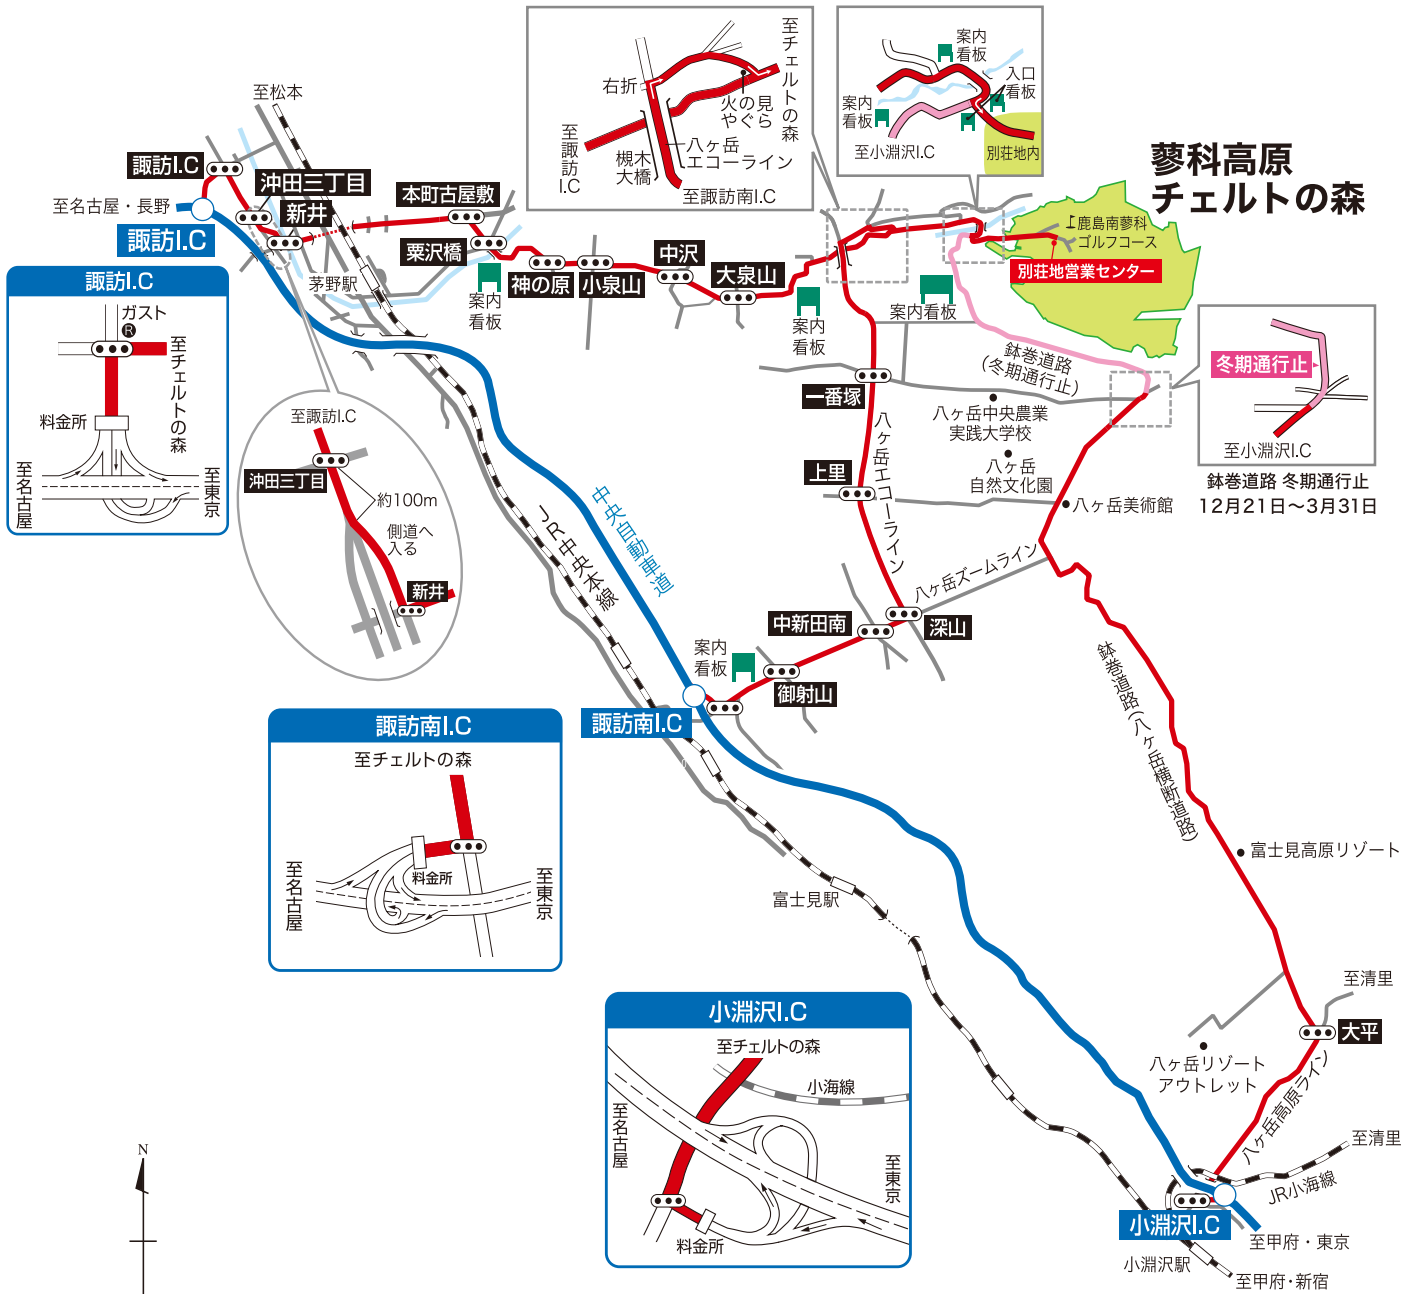 蓼科高原
チェルトの森
至松本
諏訪I.C
沖田三丁目
新井
至名古屋・長野
諏訪I.C
本町古屋敷
粟沢橋
案内
看板
神の原
小泉山
中沢
大泉山
案内
看板
茅野駅
至チェルトの森
右折
火の見
やぐら
八ヶ岳
エコーライン
槻木
大橋
至諏訪I.C
至諏訪南I.C
案内
看板
入口
看板
案内
看板
至小淵沢I.C
別荘地内
鹿島南蓼科
ゴルフコース
別荘地営業センター
案内看板
鉢巻道路
(冬期通行止)
冬期通行止
至小淵沢I.C
鉢巻道路 冬期通行止
12月21日〜3月31日
諏訪I.C
ガスト
R
至チェルトの森
料金所
至名古屋
至東京
至諏訪I.C
沖田三丁目
約100m
側道へ
入る
新井
一番塚
八ヶ岳中央農業
実践大学校
八ヶ岳
自然文化園
上里
八ヶ岳エコーライン
八ヶ岳美術館
八ヶ岳ズームライン
中央自動車道
JR中央本線
中新田南
深山
案内
看板
御射山
諏訪南I.C
鉢巻道路(八ヶ岳横断道路)
諏訪南I.C
至チェルトの森
料金所
至名古屋
至東京
富士見駅
富士見高原リゾート
至清里
大平
八ヶ岳リゾート
アウトレット
八ヶ岳高原ライン
小淵沢I.C
至チェルトの森
小海線
至名古屋
至東京
料金所
至清里
JR小海線
小淵沢I.C
至甲府・東京
小淵沢駅
至甲府・新宿
N